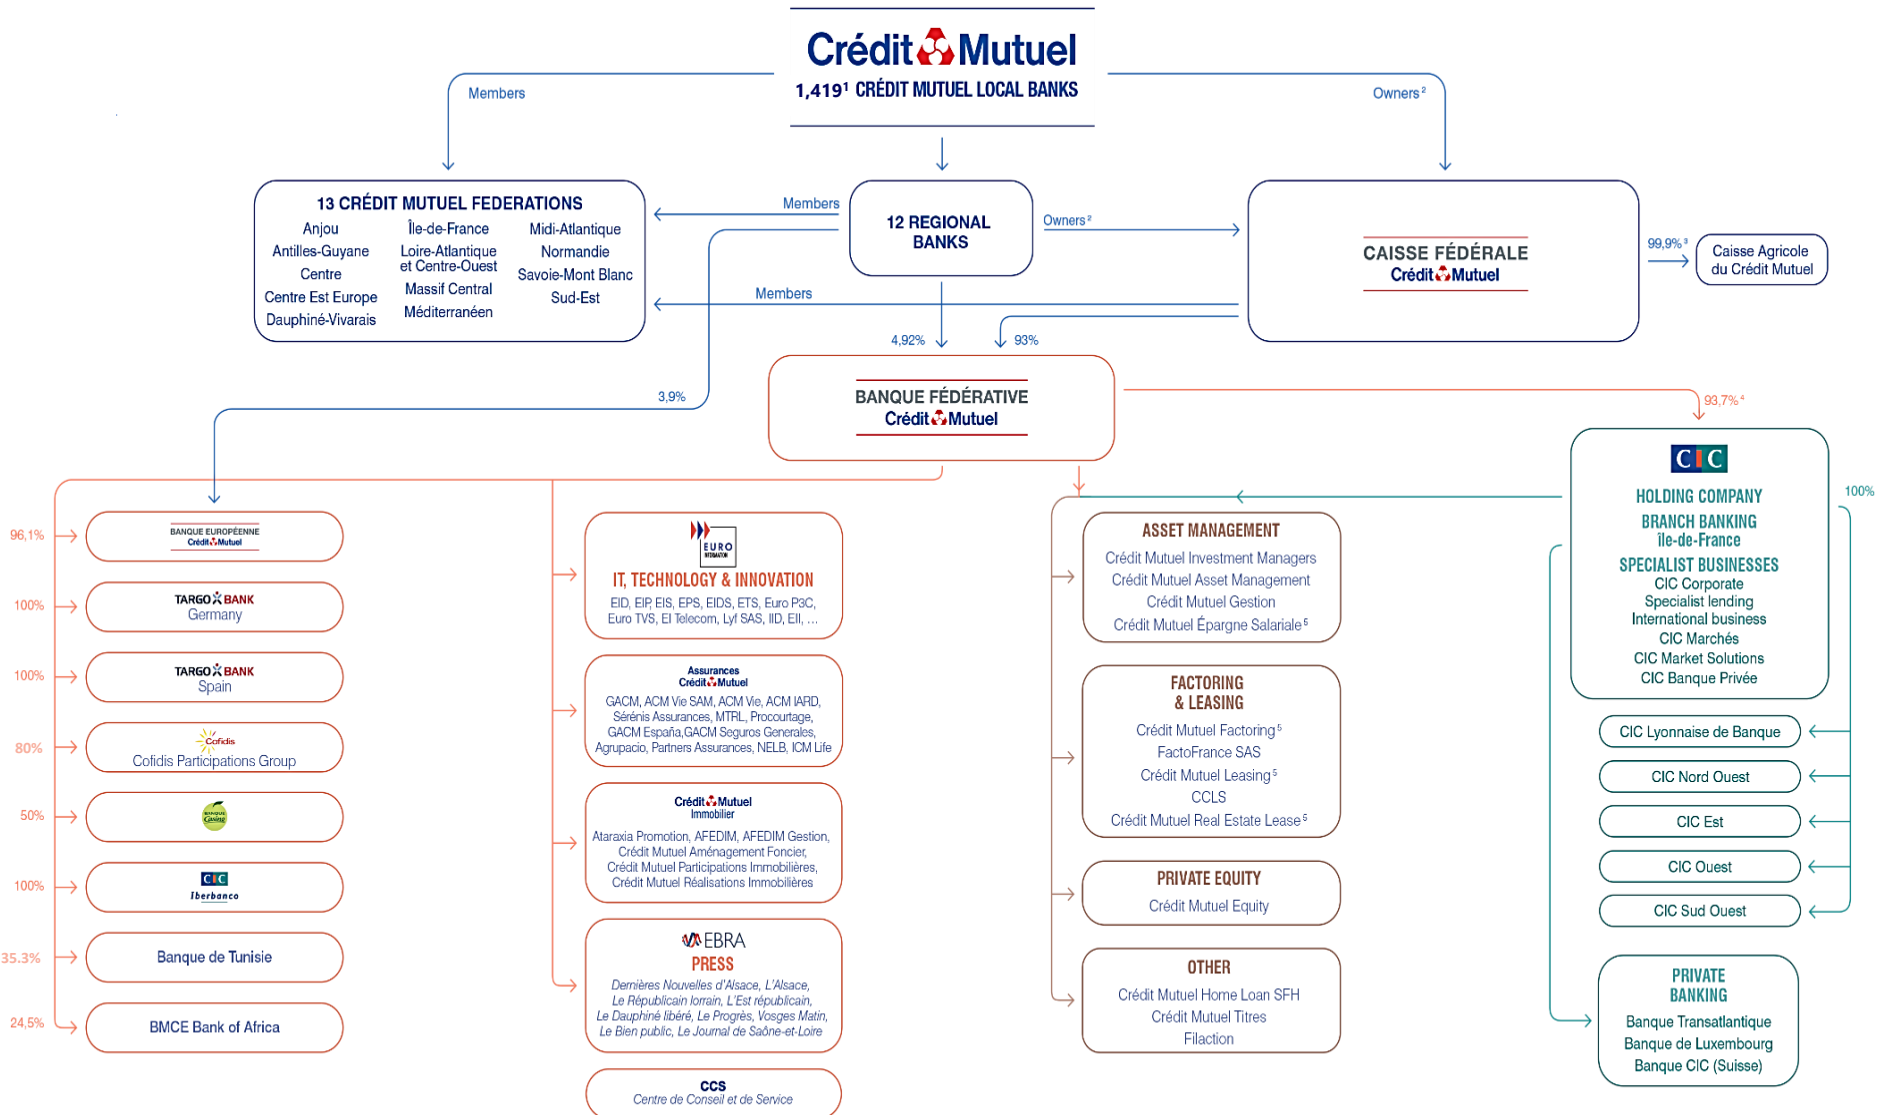 Crédit Mutuel
1,419¹ CRÉDIT MUTUEL LOCAL BANKS
Members
Owners²
13 CRÉDIT MUTUEL FEDERATIONS
Anjou
Antilles-Guyane
Centre
Centre Est Europe
Dauphiné-Vivarais
Île-de-France
Loire-Atlantique
et Centre-Ouest
Massif Central
Méditerranéen
Midi-Atlantique
Normandie
Savoie-Mont Blanc
Sud-Est
Members
12 REGIONAL
BANKS
Owners²
Members
CAISSE FÉDÉRALE
Crédit Mutuel
99,9%³
Caisse Agricole
du Crédit Mutuel
4,92%
93%
3,9%
BANQUE FÉDÉRATIVE
Crédit Mutuel
93,7%⁴
96,1%
BANQUE EUROPÉENNE
Crédit Mutuel
100%
TARGO BANK
Germany
100%
TARGO BANK
Spain
80%
Cofidis
Cofidis Participations Group
50%
BANQUE
Casino
100%
CIC
Iberbanco
35.3%
Banque de Tunisie
24,5%
BMCE Bank of Africa
EURO
INFORMATION
IT, TECHNOLOGY & INNOVATION
EID, EIP, EIS, EPS, EIDS, ETS, Euro P3C,
Euro TVS, EI Telecom, Lyf SAS, IID, EII, ...
Assurances
Crédit Mutuel
GACM, ACM Vie SAM, ACM Vie, ACM IARD,
Sérénis Assurances, MTRL, Procourtage,
GACM España,GACM Seguros Generales,
Agrupacio, Partners Assurances, NELB, ICM Life
Crédit Mutuel
Immobilier
Ataraxia Promotion, AFEDIM, AFEDIM Gestion,
Crédit Mutuel Aménagement Foncier,
Crédit Mutuel Participations Immobilières,
Crédit Mutuel Réalisations Immobilières
EBRA
PRESS
Dernières Nouvelles d'Alsace, L'Alsace,
Le Républicain lorrain, L'Est républicain,
Le Dauphiné libéré, Le Progrès, Vosges Matin,
Le Bien public, Le Journal de Saône-et-Loire
CCS
Centre de Conseil et de Service
ASSET MANAGEMENT
Crédit Mutuel Investment Managers
Crédit Mutuel Asset Management
Crédit Mutuel Gestion
Crédit Mutuel Épargne Salariale⁵
FACTORING
& LEASING
Crédit Mutuel Factoring⁵
FactoFrance SAS
Crédit Mutuel Leasing⁵
CCLS
Crédit Mutuel Real Estate Lease⁵
PRIVATE EQUITY
Crédit Mutuel Equity
OTHER
Crédit Mutuel Home Loan SFH
Crédit Mutuel Titres
Filaction
CIC
HOLDING COMPANY
BRANCH BANKING
île-de-France
SPECIALIST BUSINESSES
CIC Corporate
Specialist lending
International business
CIC Marchés
CIC Market Solutions
CIC Banque Privée
100%
CIC Lyonnaise de Banque
CIC Nord Ouest
CIC Est
CIC Ouest
CIC Sud Ouest
PRIVATE
BANKING
Banque Transatlantique
Banque de Luxembourg
Banque CIC (Suisse)